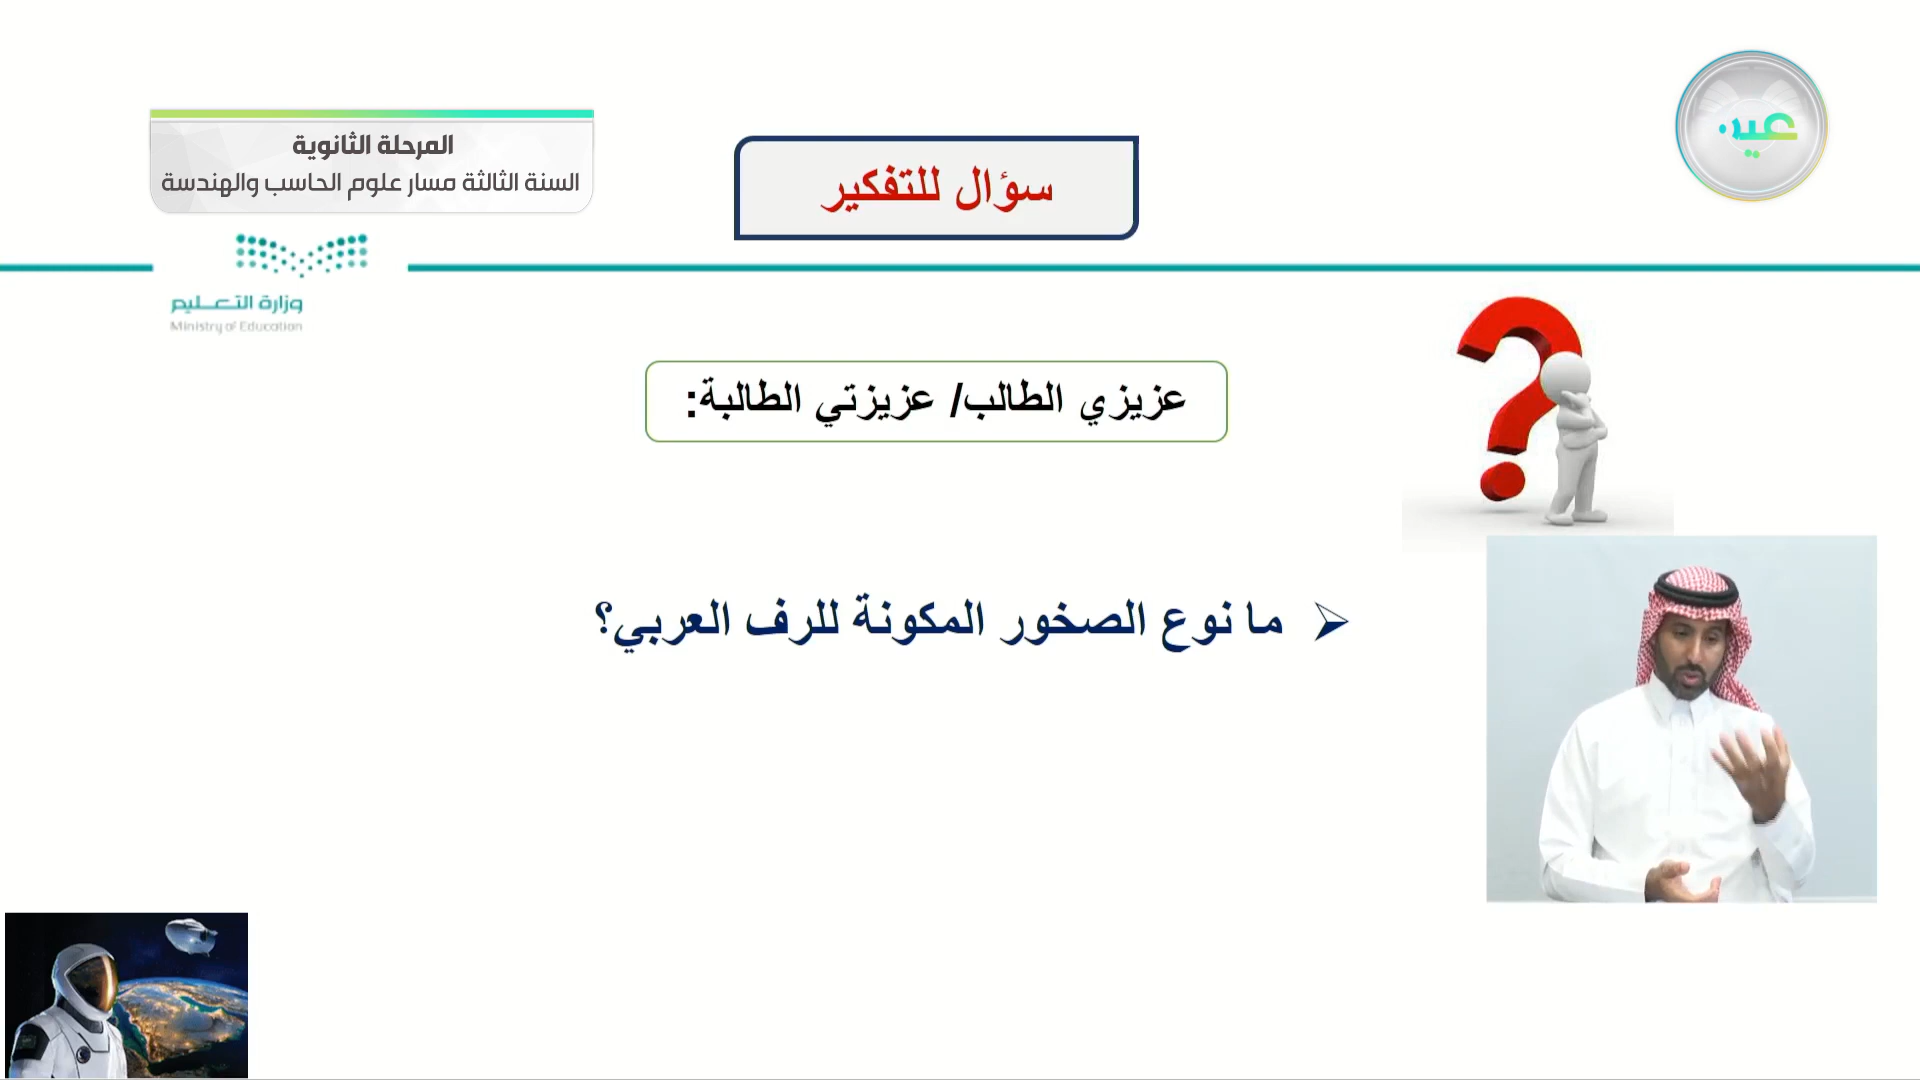 عين
المرحلة الثانوية
السنة الثالثة مسار علوم الحاسب والهندسة
سؤال للتفكير
وزارة التعـــليم
Ministry of Education
عزيزي الطالب/ عزيزتي الطالبة:
ما نوع الصخور المكونة للرف العربي؟